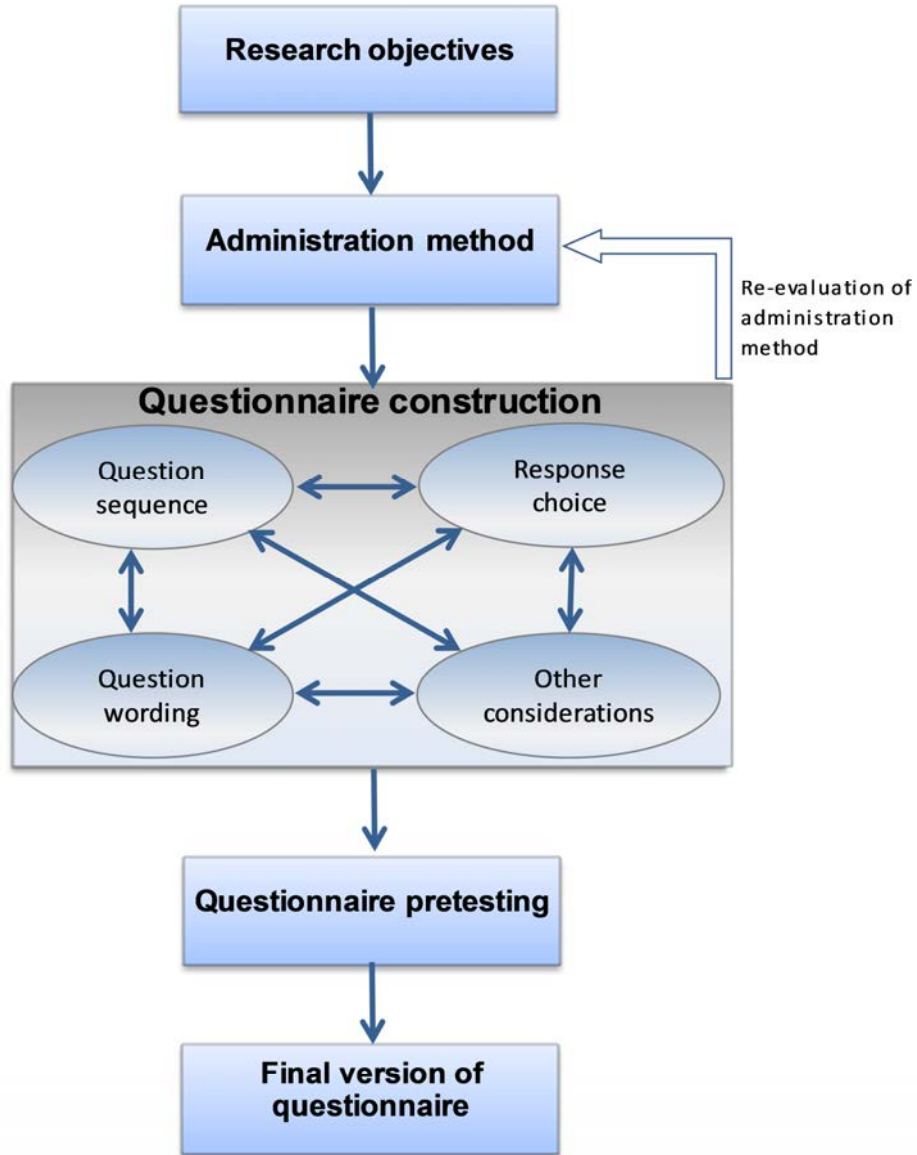 Research objectives
Administration method
Re-evaluation of
administration
method
Questionnaire construction
Question
sequence
Response
choice
Question
wording
Other
considerations
Questionnaire pretesting
Final version of
questionnaire